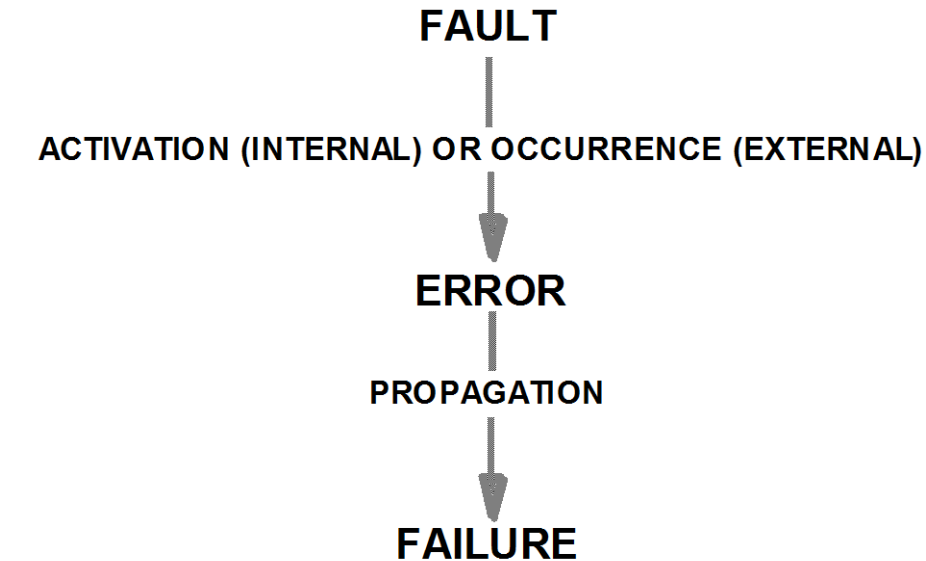 FAULT
ACTIVATION (INTERNAL) OR OCCURRENCE (EXTERNAL)
ERROR
PROPAGATION
FAILURE